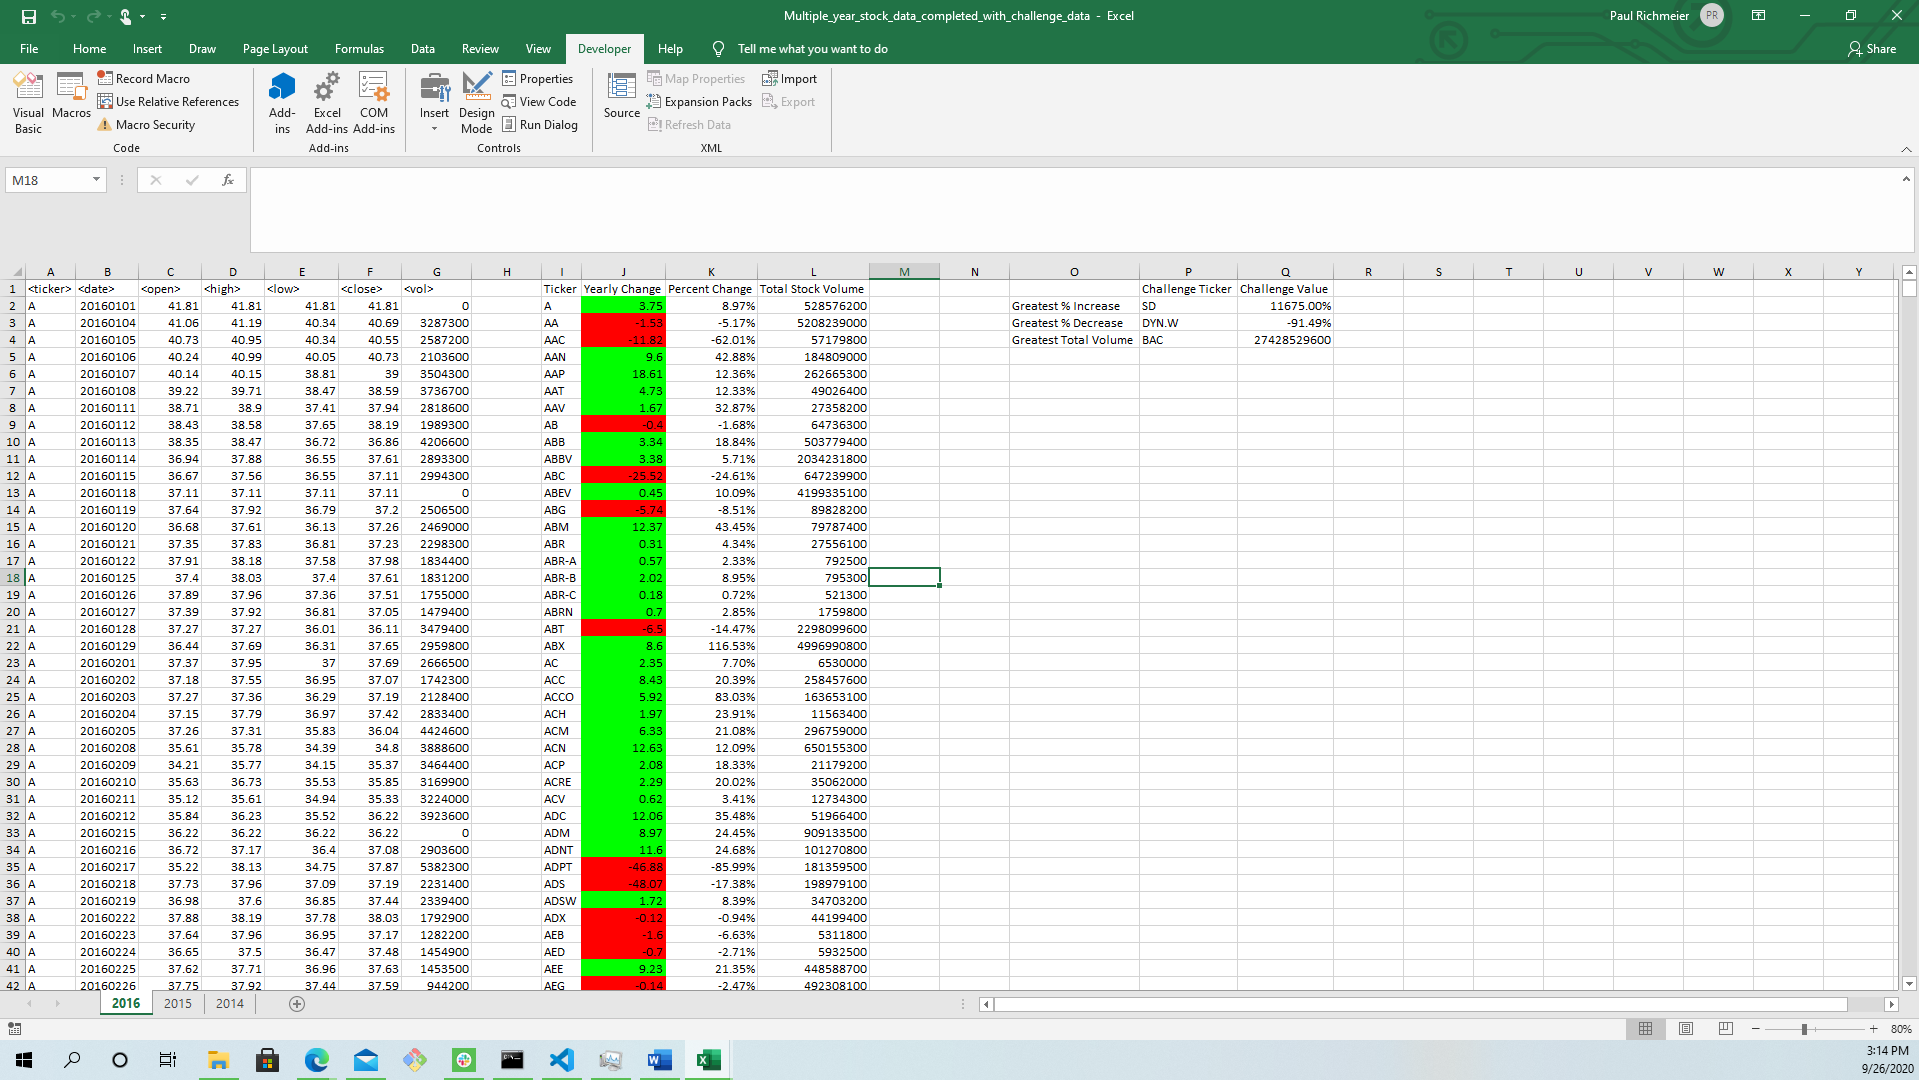 Multiple_year_stock_data_completed_with_challenge_data - Excel
Paul Richmeier PR
File Home Insert Draw Page Layout Formulas Data Review View Developer Help Tell me what you want to do Share
Visual Basic
Macros
Record Macro
Use Relative References
Macro Security
Code
Add-ins
Excel Add-ins
COM Add-ins
Add-ins
Insert
Design Mode
Properties
View Code
Run Dialog
Controls
Source
Map Properties
Expansion Packs
Refresh Data
Import
Export
XML
M18 fx
A B C D E F G H I J K L M N O P Q R S T U V W X Y
1 <ticker> <date> <open> <high> <low> <close> <vol> Ticker Yearly Change Percent Change Total Stock Volume Challenge Ticker Challenge Value
2 A 20160101 41.81 41.81 41.81 41.81 0 A 3.75 8.97% 528576200 Greatest % Increase SD 11675.00%
3 A 20160104 41.06 41.19 40.34 40.69 3287300 AA -1.53 -5.17% 5208239000 Greatest % Decrease DYN.W -91.49%
4 A 20160105 40.73 40.95 40.34 40.55 2587200 AAC -11.82 -62.01% 57179800 Greatest Total Volume BAC 27428529600
5 A 20160106 40.24 40.99 40.05 40.73 2103600 AAN 9.6 42.88% 184809000
6 A 20160107 40.14 40.15 38.81 39 3504300 AAP 18.61 12.36% 262665300
7 A 20160108 39.22 39.71 38.47 38.59 3736700 AAT 4.73 12.33% 49026400
8 A 20160111 38.71 38.9 37.41 37.94 2818600 AAV 1.67 32.87% 27358200
9 A 20160112 38.43 38.58 37.65 38.19 1989300 AB -0.4 -1.68% 64736300
10 A 20160113 38.35 38.47 36.72 36.86 4206600 ABB 3.34 18.84% 503779400
11 A 20160114 36.94 37.88 36.55 37.61 2893300 ABBV 3.38 5.71% 2034231800
12 A 20160115 36.67 37.56 36.55 37.11 2994300 ABC -25.52 -24.61% 647239900
13 A 20160118 37.11 37.11 37.11 37.11 0 ABEV 0.45 10.09% 4199335100
14 A 20160119 37.64 37.92 36.79 37.2 2506500 ABG -5.74 -8.51% 89828200
15 A 20160120 36.68 37.61 36.13 37.26 2469000 ABM 12.37 43.45% 79787400
16 A 20160121 37.35 37.83 36.81 37.23 2298300 ABR 0.31 4.34% 27556100
17 A 20160122 37.91 38.18 37.58 37.98 1834400 ABR-A 0.57 2.33% 792500
18 A 20160125 37.4 38.03 37.4 37.61 1831200 ABR-B 2.02 8.95% 795300
19 A 20160126 37.89 37.96 37.36 37.51 1755000 ABR-C 0.18 0.72% 521300
20 A 20160127 37.39 37.92 36.81 37.05 1479400 ABRN 0.7 2.85% 1759800
21 A 20160128 37.27 37.27 36.01 36.11 3479400 ABT -6.5 -14.47% 2298099600
22 A 20160129 36.44 37.69 36.31 37.65 2959800 ABX 8.6 116.53% 4996990800
23 A 20160201 37.37 37.95 37 37.69 2666500 AC 2.35 7.70% 6530000
24 A 20160202 37.18 37.55 36.95 37.07 1742300 ACC 8.43 20.39% 258457600
25 A 20160203 37.27 37.36 36.29 37.19 2128400 ACCO 5.92 83.03% 163653100
26 A 20160204 37.15 37.79 36.97 37.42 2833400 ACH 1.97 23.91% 11563400
27 A 20160205 37.26 37.31 35.83 36.04 4424600 ACM 6.33 21.08% 296759000
28 A 20160208 35.61 35.78 34.39 34.8 3888600 ACN 12.63 12.09% 650155300
29 A 20160209 34.21 35.77 34.15 35.37 3464400 ACP 2.08 18.33% 21179200
30 A 20160210 35.63 36.73 35.53 35.85 3169900 ACRE 2.29 20.02% 35062000
31 A 20160211 35.12 35.61 34.94 35.33 3224000 ACV 0.62 3.41% 12734300
32 A 20160212 35.84 36.23 35.52 36.22 3923600 ADC 12.06 35.48% 51966400
33 A 20160215 36.22 36.22 36.22 36.22 0 ADM 8.97 24.45% 909133500
34 A 20160216 36.72 37.17 36.4 37.08 2903600 ADNT 11.6 24.68% 101270800
35 A 20160217 35.22 38.13 34.75 37.87 5382300 ADPT -46.88 -85.99% 181359500
36 A 20160218 37.73 37.96 37.09 37.19 2231400 ADS -48.07 -17.38% 198979100
37 A 20160219 36.98 37.6 36.85 37.44 2339400 ADSW 1.72 8.39% 34703200
38 A 20160222 37.88 38.19 37.78 38.03 1792900 ADX -0.12 -0.94% 44199400
39 A 20160223 37.64 37.96 36.95 37.17 1282200 AEB -1.6 -6.63% 5311800
40 A 20160224 36.65 37.5 36.47 37.48 1454900 AED -0.7 -2.71% 5932500
41 A 20160225 37.62 37.71 36.96 37.63 1453500 AEE 9.23 21.35% 448588700
42 A 20160226 37.75 37.92 37.44 37.59 944200 AEG -0.14 -2.47% 492308100
2016 2015 2014
80%
3:14 PM
9/26/2020